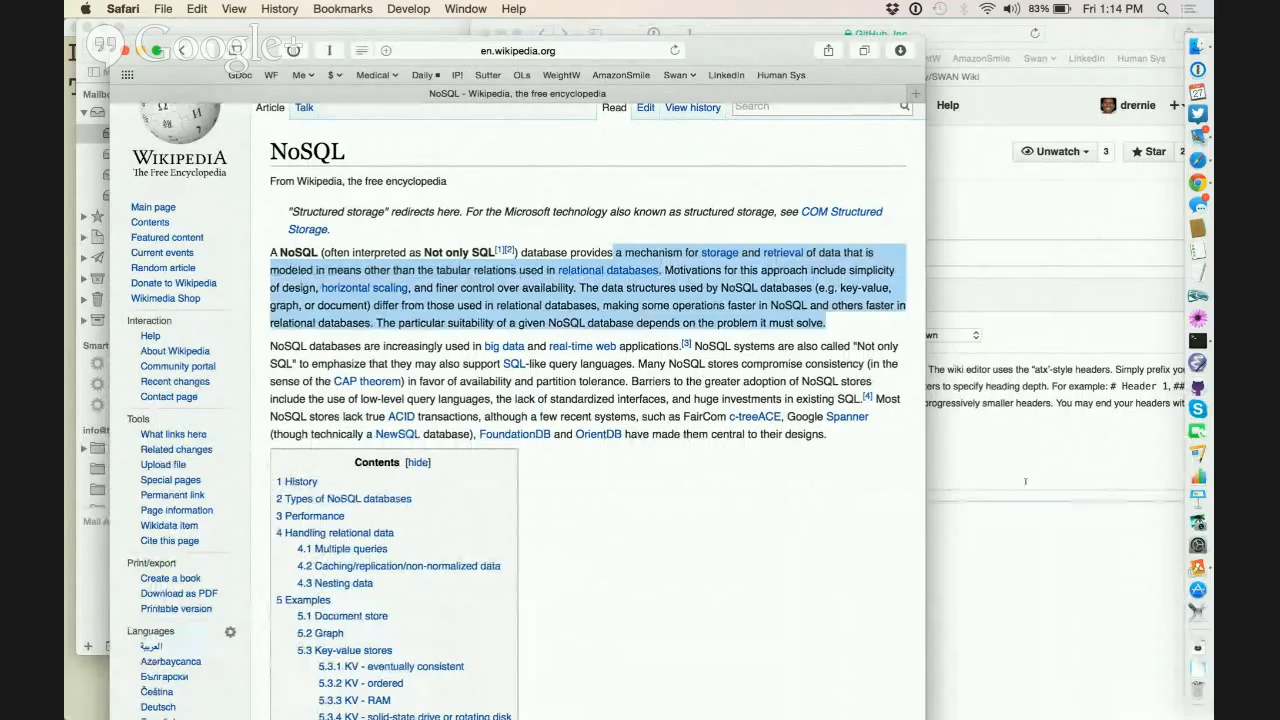 Safari File Edit View History Bookmarks Develop Window Help 83% Fri 1:14 PM
Google+
en.wikipedia.org
GitHub, Inc.
GDoc WF Me $ Medical Daily IP! Sutter OLs WeightW AmazonSmile Swan LinkedIn Human Sys
AmazonSmile Swan LinkedIn Human Sys
/SWAN Wiki
NoSQL - Wikipedia, the free encyclopedia
Article Talk Read Edit View history Search
Help drernie
WIKIPEDIA
The Free Encyclopedia
Unwatch 3 Star 2
NoSQL
From Wikipedia, the free encyclopedia
"Structured storage" redirects here. For the Microsoft technology also known as structured storage, see COM Structured
Storage.
A NoSQL (often interpreted as Not only SQL[1][2]) database provides a mechanism for storage and retrieval of data that is
modeled in means other than the tabular relations used in relational databases. Motivations for this approach include simplicity
of design, horizontal scaling, and finer control over availability. The data structures used by NoSQL databases (e.g. key-value,
graph, or document) differ from those used in relational databases, making some operations faster in NoSQL and others faster in
relational databases. The particular suitability of a given NoSQL database depends on the problem it must solve.
NoSQL databases are increasingly used in big data and real-time web applications.[3] NoSQL systems are also called "Not only
SQL" to emphasize that they may also support SQL-like query languages. Many NoSQL stores compromise consistency (in the
sense of the CAP theorem) in favor of availability and partition tolerance. Barriers to the greater adoption of NoSQL stores
include the use of low-level query languages, the lack of standardized interfaces, and huge investments in existing SQL.[4] Most
NoSQL stores lack true ACID transactions, although a few recent systems, such as FairCom c-treeACE, Google Spanner
(though technically a NewSQL database), FoundationDB and OrientDB have made them central to their designs.
Contents [hide]
1 History
2 Types of NoSQL databases
3 Performance
4 Handling relational data
4.1 Multiple queries
4.2 Caching/replication/non-normalized data
4.3 Nesting data
5 Examples
5.1 Document store
5.2 Graph
5.3 Key-value stores
5.3.1 KV - eventually consistent
5.3.2 KV - ordered
5.3.3 KV - RAM
5.3.4 KV - solid-state drive or rotating disk
Main page
Contents
Featured content
Current events
Random article
Donate to Wikipedia
Wikimedia Shop
Interaction
Help
About Wikipedia
Community portal
Recent changes
Contact page
Tools
What links here
Related changes
Upload file
Special pages
Permanent link
Page information
Wikidata item
Cite this page
Print/export
Create a book
Download as PDF
Printable version
Languages
العربية
Azərbaycanca
Български
Čeština
Deutsch
Mailbo
Smart
info@t
Mail A
The wiki editor uses the "atx'-style headers. Simply prefix you
ers to specify heading depth. For example: # Header 1, ##
progressively smaller headers. You may end your headers wit